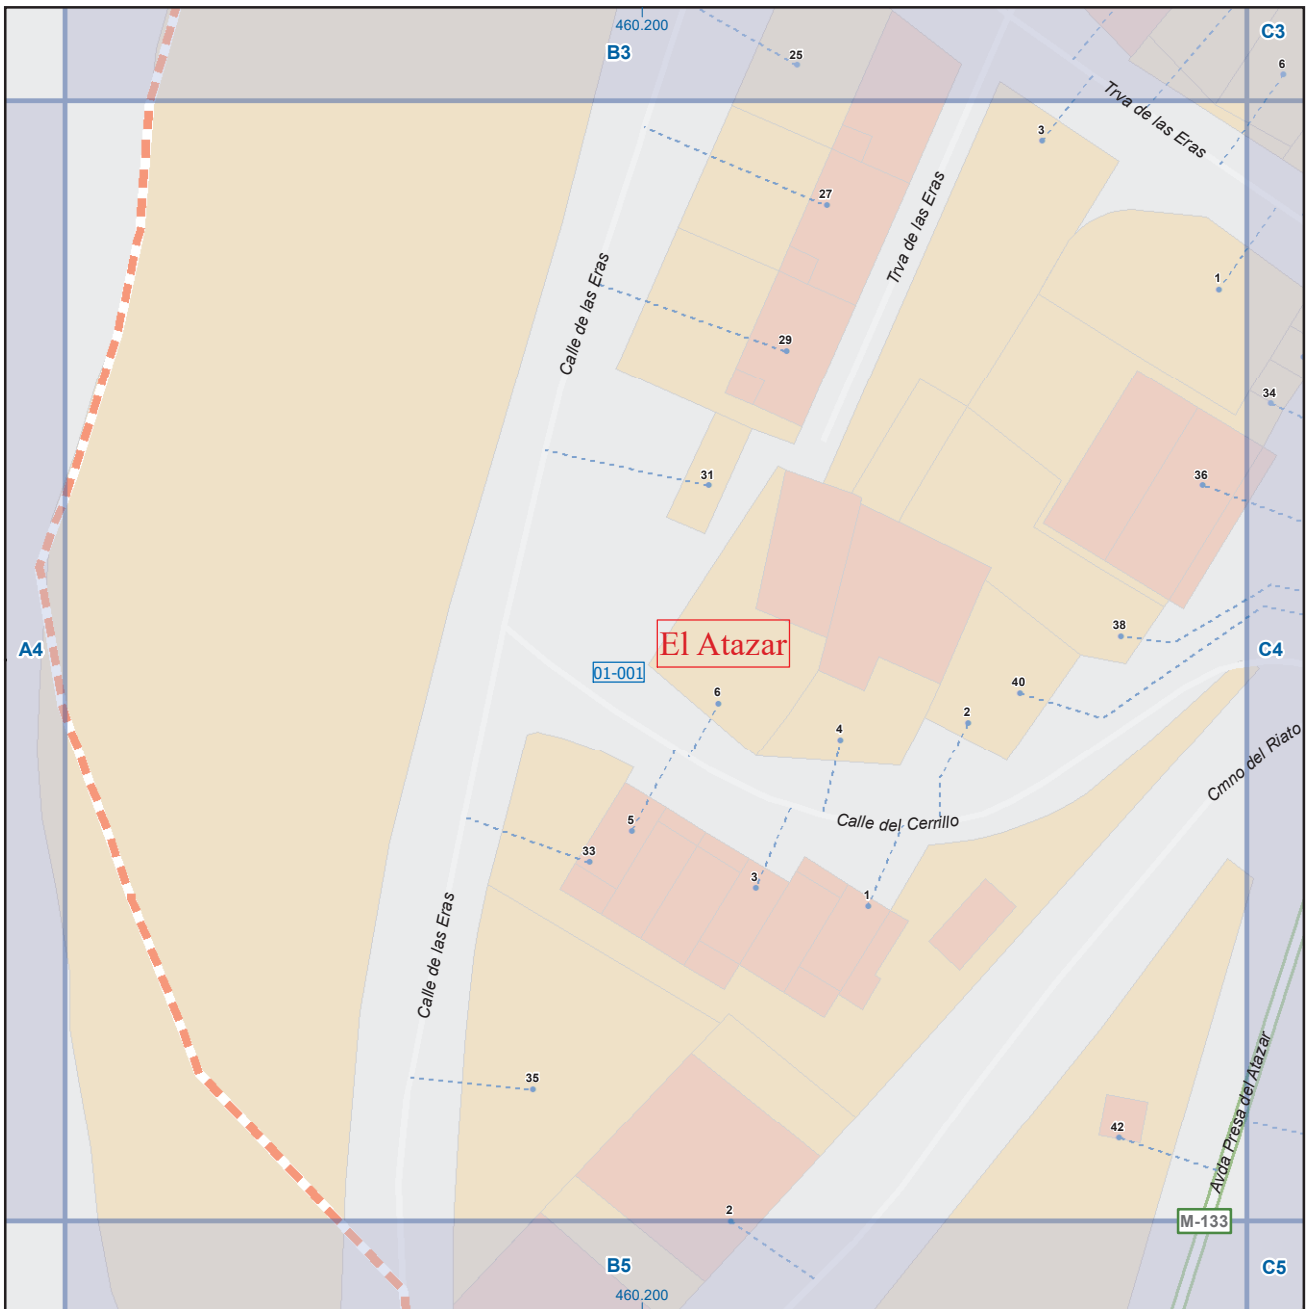 460.200
B3
C3
25
6
3
Trva de las Eras
27
Trva de las Eras
1
Calle de las Eras
29
34
31
36
38
El Atazar
A4
C4
01-001
6
40
2
4
Cmno del Riato
Calle del Cerrillo
5
33
3
1
Calle de las Eras
35
Avda Presa del Atazar
42
2
M-133
B5
C5
460.200